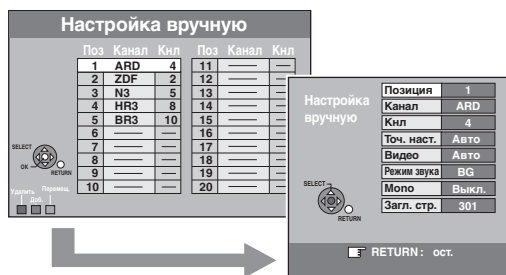 Настройка вручную
Поз Канал Кнл Поз Канал Кнл
1 ARD 4 11 — —
2 ZDF 2 12 — —
3 N3 5 13 — —
4 HR3 8 14 — —
5 BR3 10 15 — —
6 — — 16 — —
7 — — 17 — —
8 — — 18 — —
9 — — 19 — —
10 — — 20 — —
SELECT
OK
RETURN
Удалить Доб. Перемещ.
Настройка
вручную
Позиция 1
Канал ARD
Кнл 4
Точ. наст. Авто
Видео Авто
Режим звука BG
Mono Выкл.
Загл. стр. 301
SELECT
RETURN
RETURN : ост.